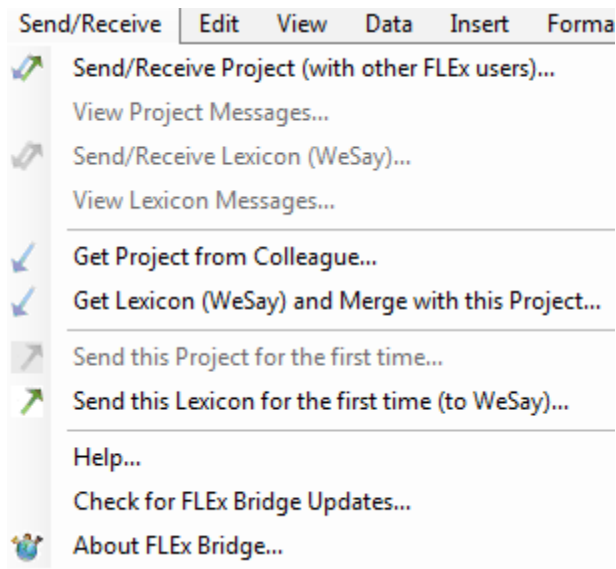 Send/Receive Edit View Data Insert Forma
Send/Receive Project (with other FLEx users)...
View Project Messages...
Send/Receive Lexicon (WeSay)...
View Lexicon Messages...
Get Project from Colleague...
Get Lexicon (WeSay) and Merge with this Project...
Send this Project for the first time...
Send this Lexicon for the first time (to WeSay)...
Help...
Check for FLEx Bridge Updates...
About FLEx Bridge...